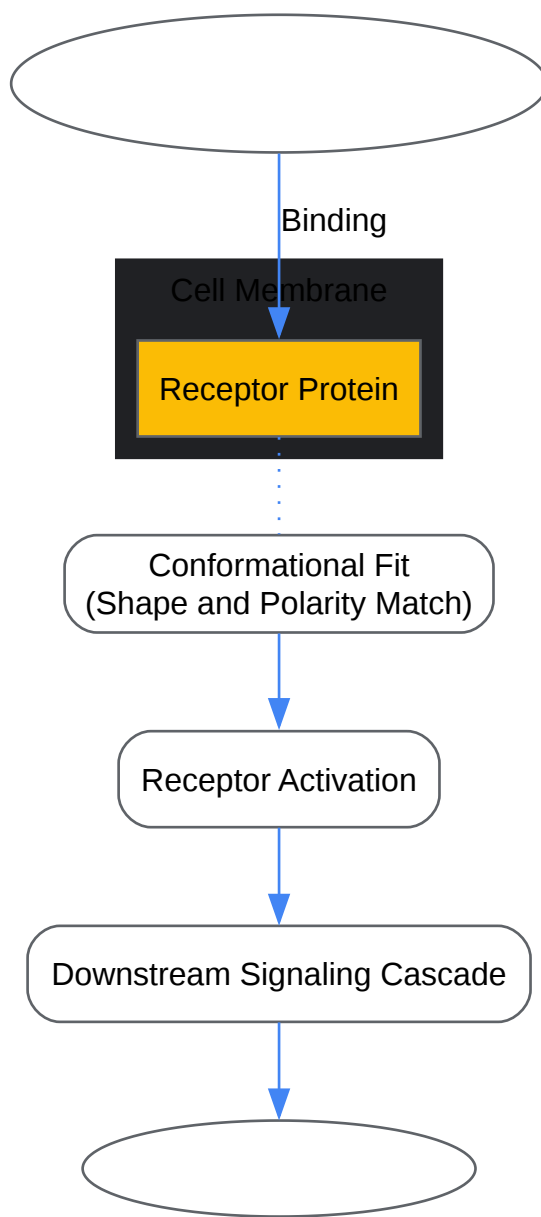 Binding
Cell Membrane
Receptor Protein
Conformational Fit
(Shape and Polarity Match)
Receptor Activation
Downstream Signaling Cascade